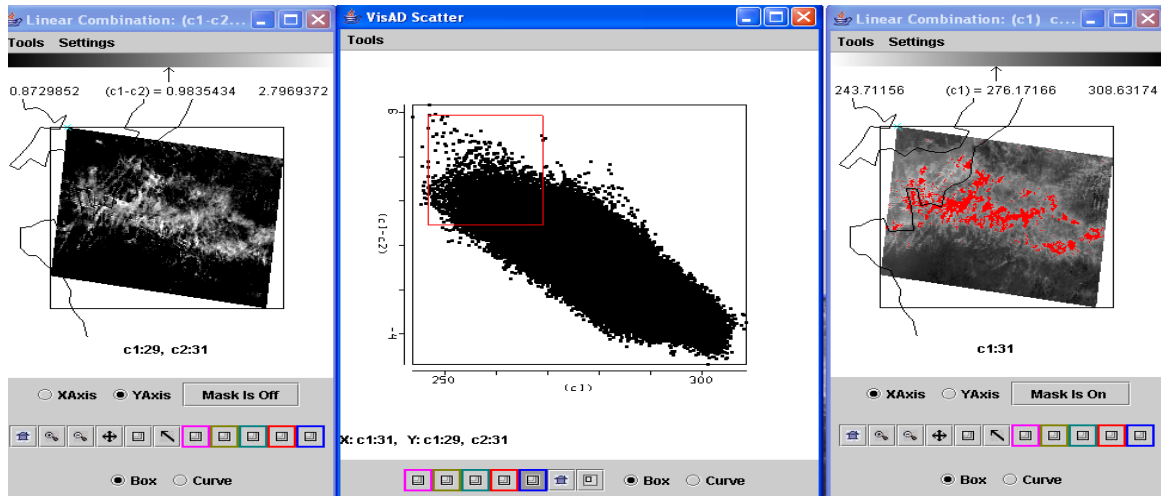 Linear Combination: (c1-c2...
Tools Settings
0.8729852 (c1-c2) = 0.9835434 2.7969372
c1:29, c2:31
XAxis YAxis Mask Is Off
Box Curve
VisAD Scatter
Tools
6
(c1-c2)
-4
250 300
(c1)
X: c1:31, Y: c1:29, c2:31
Box Curve
Linear Combination: (c1) c...
Tools Settings
243.71156 (c1) = 276.17166 308.63174
c1:31
XAxis YAxis Mask Is On
Box Curve